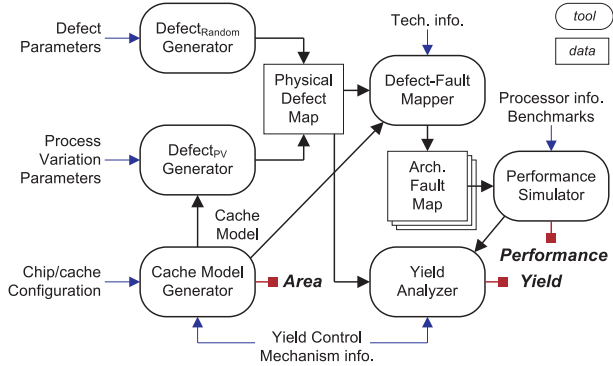 Defect
Parameters
Defect_Random
Generator
Tech. info.
tool
data
Physical
Defect
Map
Defect-Fault
Mapper
Processor info.
Benchmarks
Process
Variation
Parameters
Defect_PV
Generator
Arch.
Fault
Map
Performance
Simulator
Cache
Model
Performance
Chip/cache
Configuration
Cache Model
Generator
Area
Yield
Analyzer
Yield
Yield Control
Mechanism info.